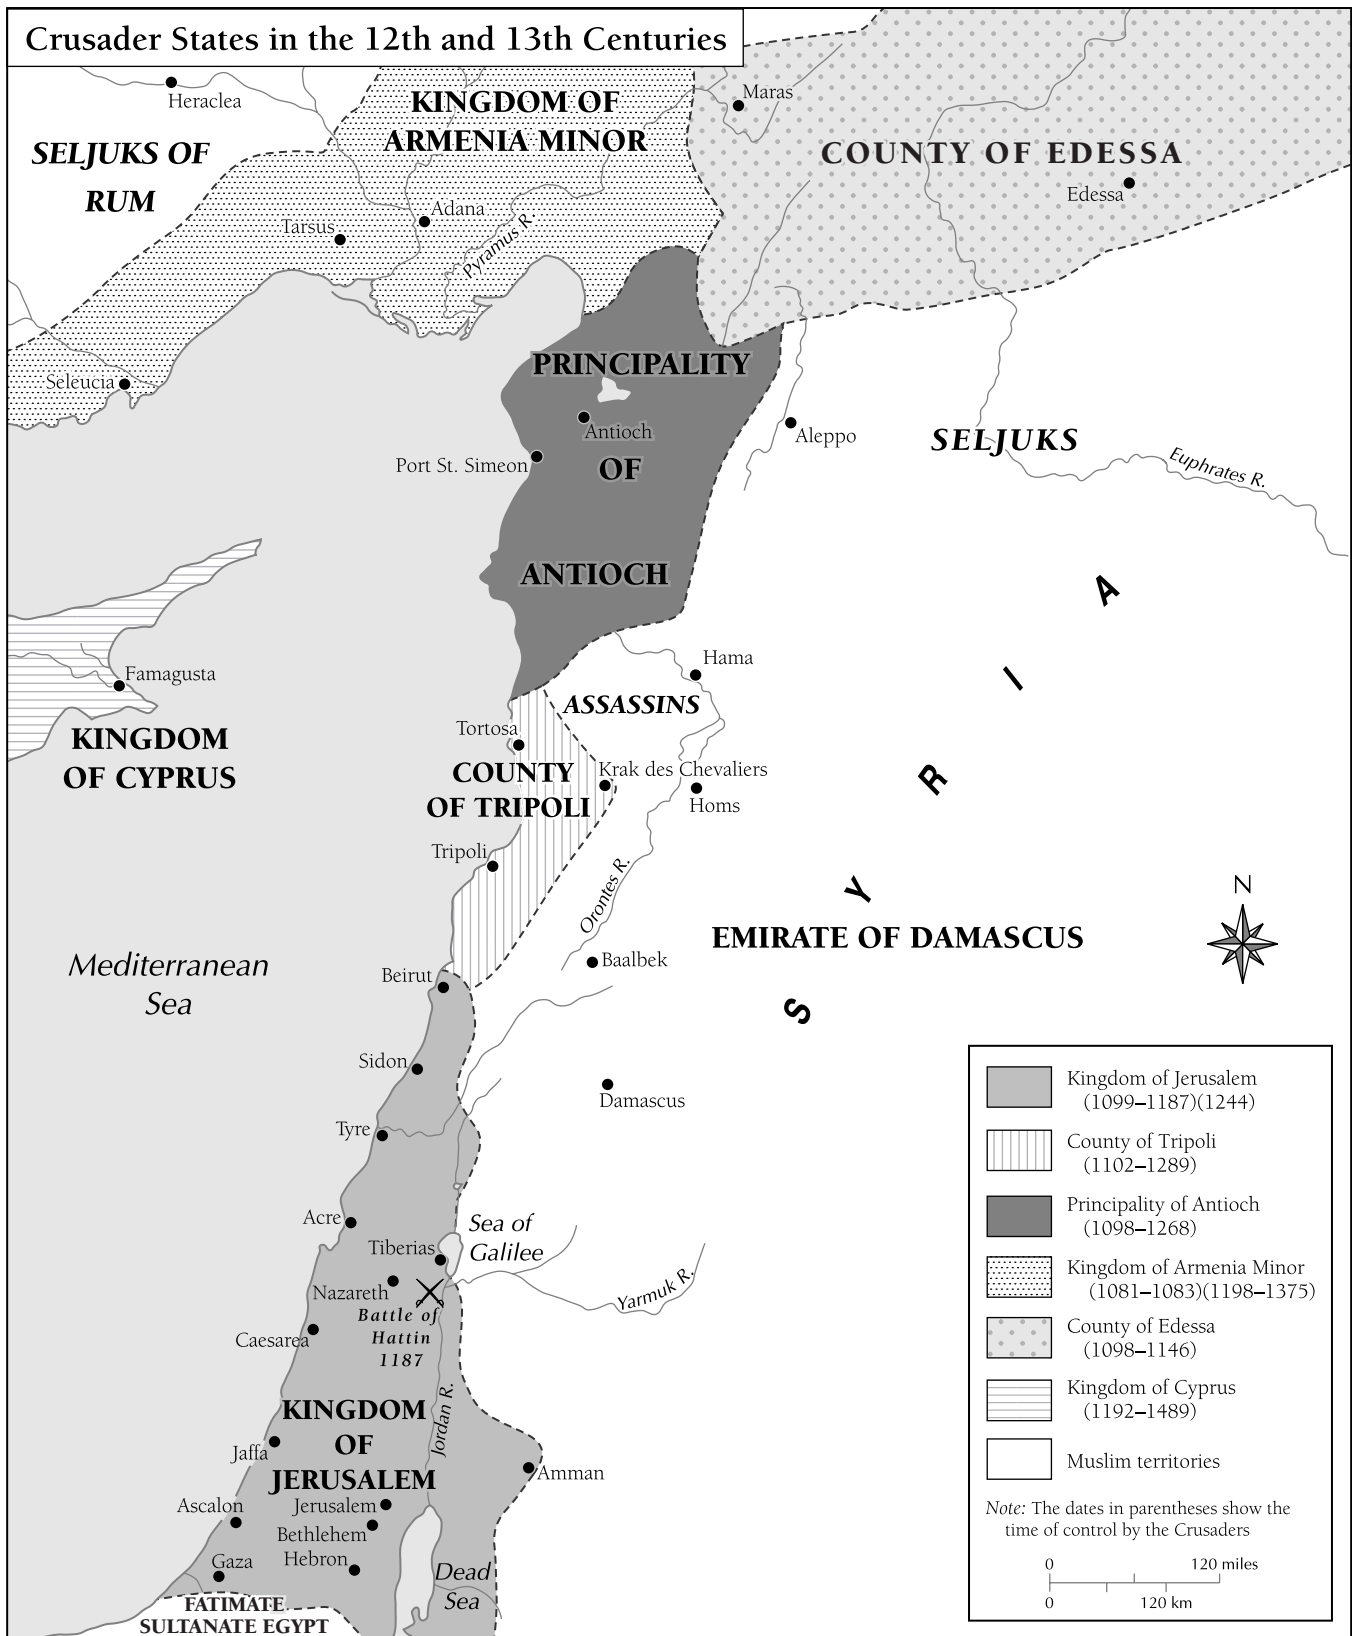 Crusader States in the 12th and 13th Centuries
Heraclea
SELJUKS OF
RUM
KINGDOM OF
ARMENIA MINOR
Maras
COUNTY OF EDESSA
Edessa
Tarsus
Adana
Pyramus R.
Seleucia
PRINCIPALITY
OF
ANTIOCH
Antioch
Port St. Simeon
Aleppo
SELJUKS
Euphrates R.
SYRIA
Famagusta
KINGDOM
OF CYPRUS
Hama
ASSASSINS
Tortosa
COUNTY
OF TRIPOLI
Krak des Chevaliers
Homs
Tripoli
Orontes R.
EMIRATE OF DAMASCUS
N
Mediterranean
Sea
Beirut
Baalbek
Sidon
Damascus
Tyre
Acre
Sea of
Galilee
Tiberias
Nazareth
Battle of
Hattin
1187
Yarmuk R.
Caesarea
KINGDOM
OF
JERUSALEM
Jordan R.
Jaffa
Amman
Ascalon
Jerusalem
Bethlehem
Hebron
Gaza
Dead
Sea
FATIMATE
SULTANATE EGYPT
Kingdom of Jerusalem
(1099–1187)(1244)
County of Tripoli
(1102–1289)
Principality of Antioch
(1098–1268)
Kingdom of Armenia Minor
(1081–1083)(1198–1375)
County of Edessa
(1098–1146)
Kingdom of Cyprus
(1192–1489)
Muslim territories
Note: The dates in parentheses show the
time of control by the Crusaders
0 120 miles
0 120 km